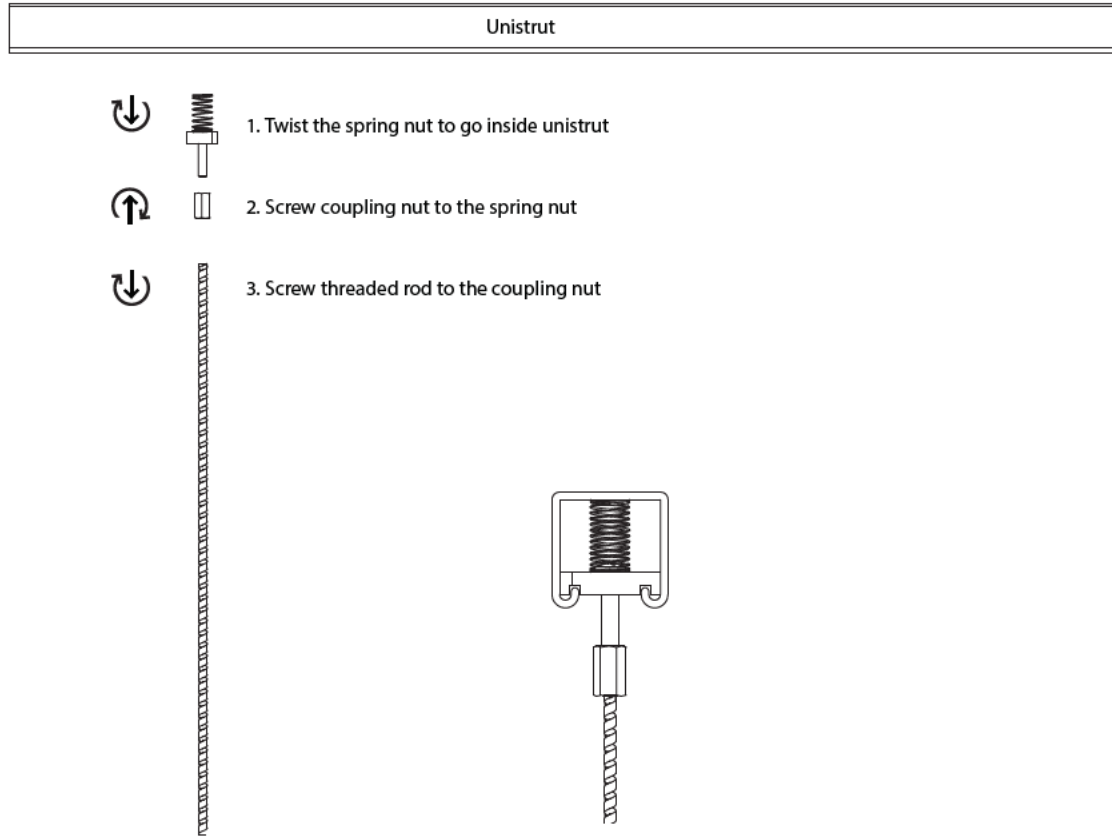 Unistrut
1. Twist the spring nut to go inside unistrut
2. Screw coupling nut to the spring nut
3. Screw threaded rod to the coupling nut